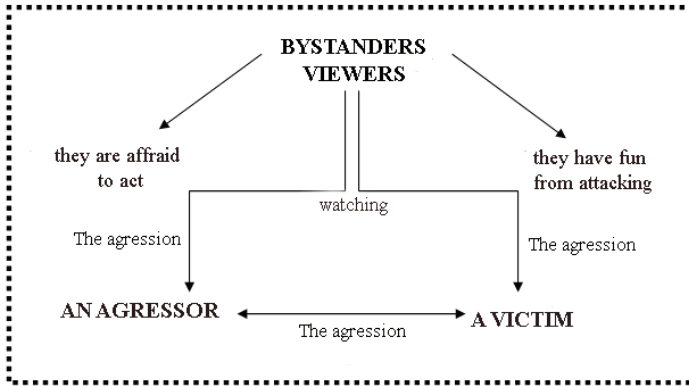 BYSTANDERS
VIEWERS
they are affraid
to act
they have fun
from attacking
watching
The agression
The agression
AN AGRESSOR
The agression
A VICTIM